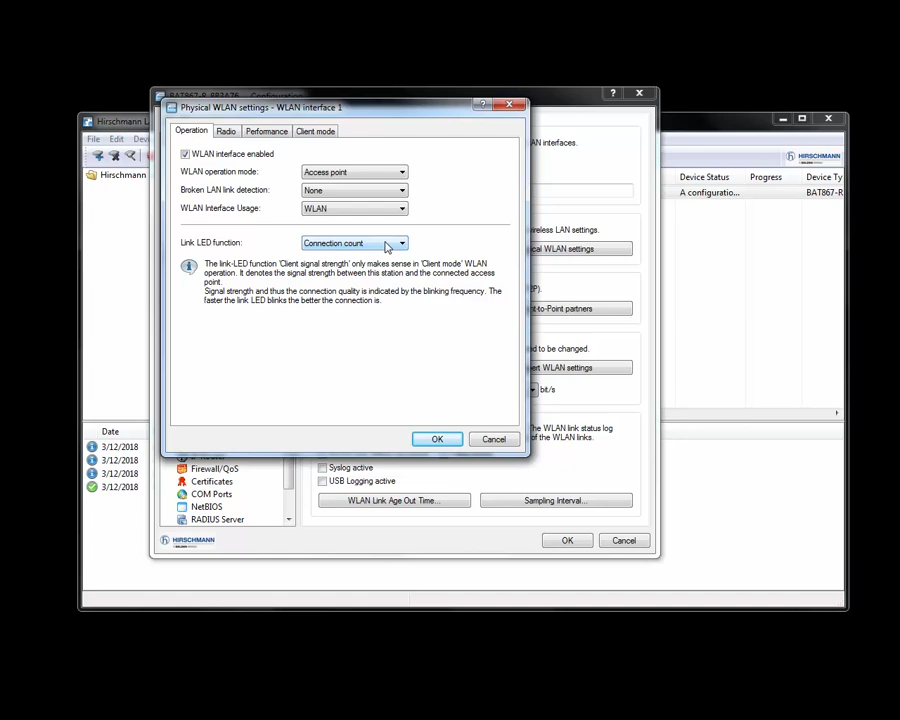 Physical WLAN settings - WLAN interface 1
Operation
Radio
Performance
Client mode
WLAN interface enabled
WLAN operation mode:
Access point
Broken LAN link detection:
None
WLAN Interface Usage:
WLAN
Link LED function:
Connection count
The link-LED function 'Client signal strength' only makes sense in 'Client mode' WLAN
operation. It denotes the signal strength between this station and the connected access
point.
Signal strength and thus the connection quality is indicated by the blinking frequency. The
faster the link LED blinks the better the connection is.
OK
Cancel
Hirschmann
File Edit
Hirschmann
WLAN interfaces.
wireless LAN settings.
WLAN settings
Point-to-Point partners
to be changed.
WLAN settings
bit/s
The WLAN link status log
of the WLAN links.
Syslog active
USB Logging active
WLAN Link Age Out Time...
Sampling Interval...
Firewall/QoS
Certificates
COM Ports
NetBIOS
RADIUS Server
HIRSCHMANN
OK
Cancel
HIRSCHMANN
Device Status
Progress
Device Ty
A configuratio...
BAT867-R
Date
3/12/2018
3/12/2018
3/12/2018
3/12/2018